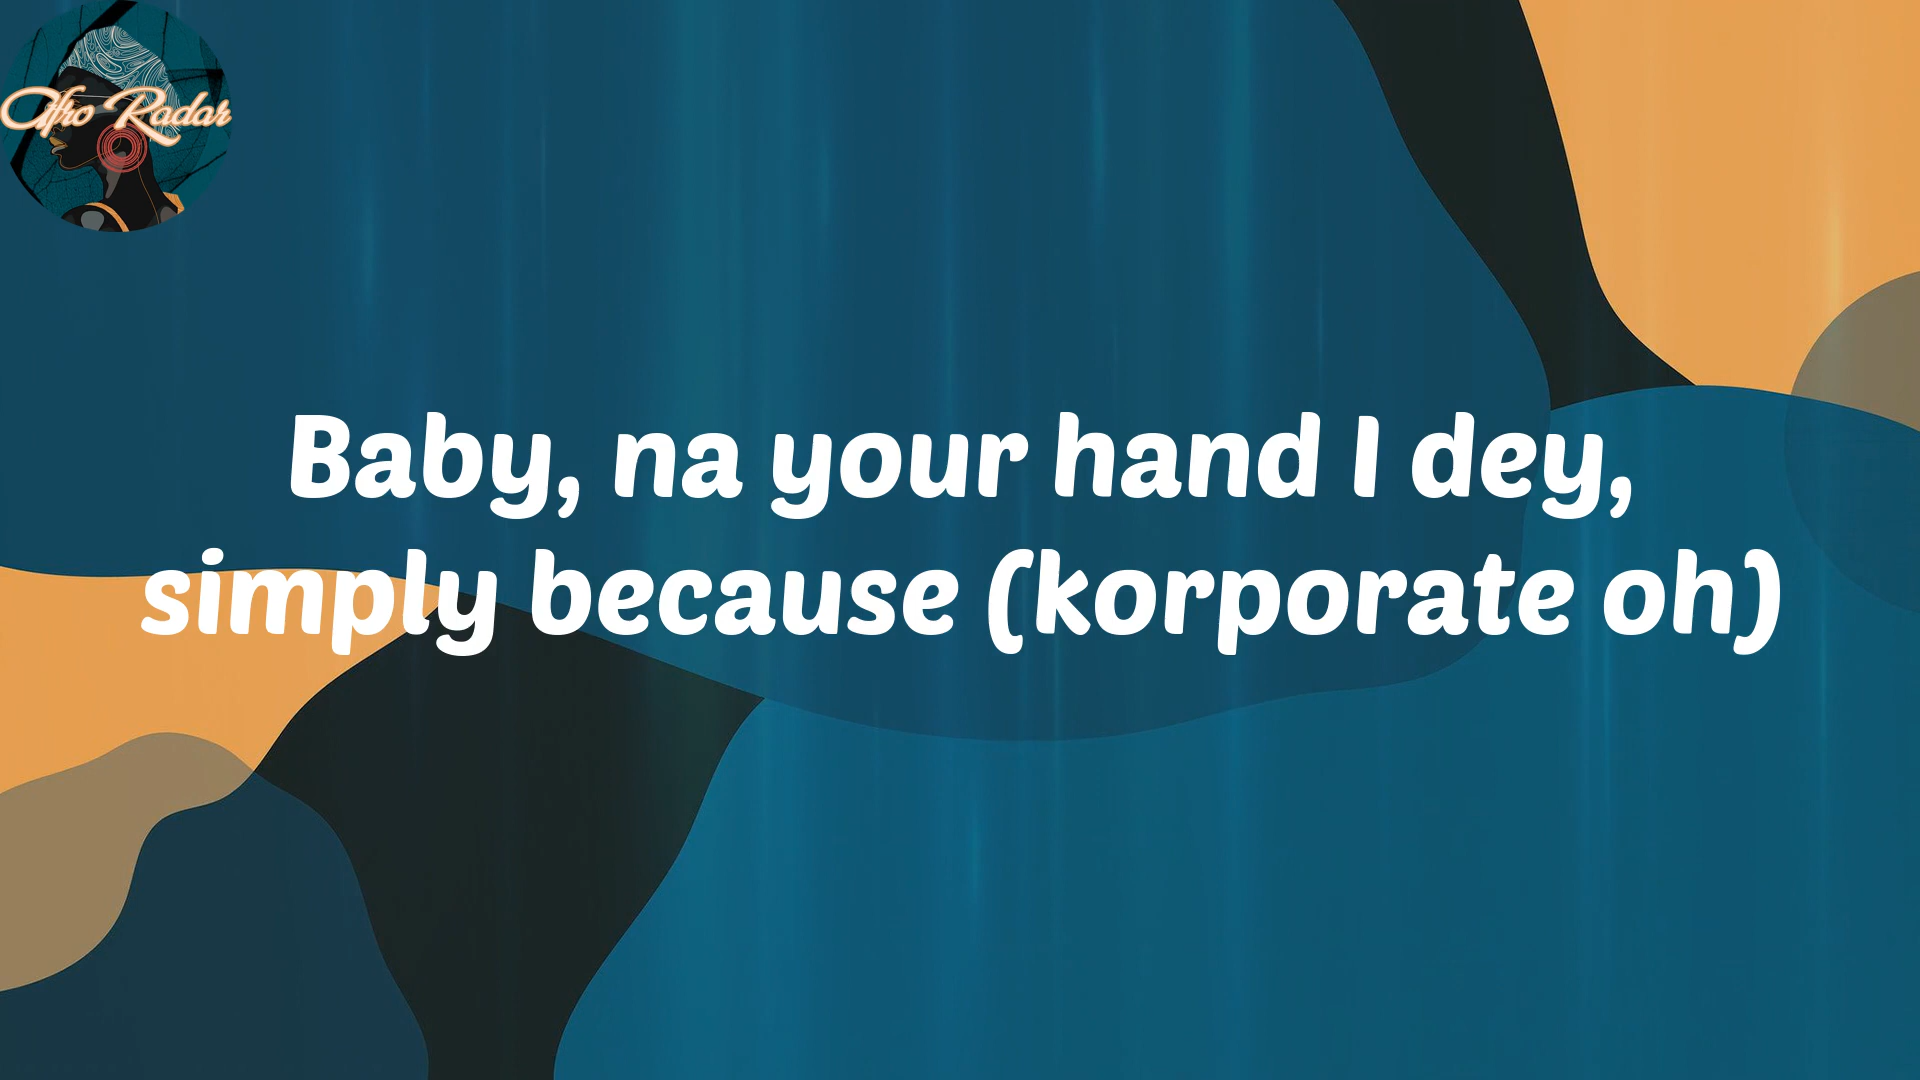 Afro Radar
Baby, na your hand I dey,
simply because (korporate oh)